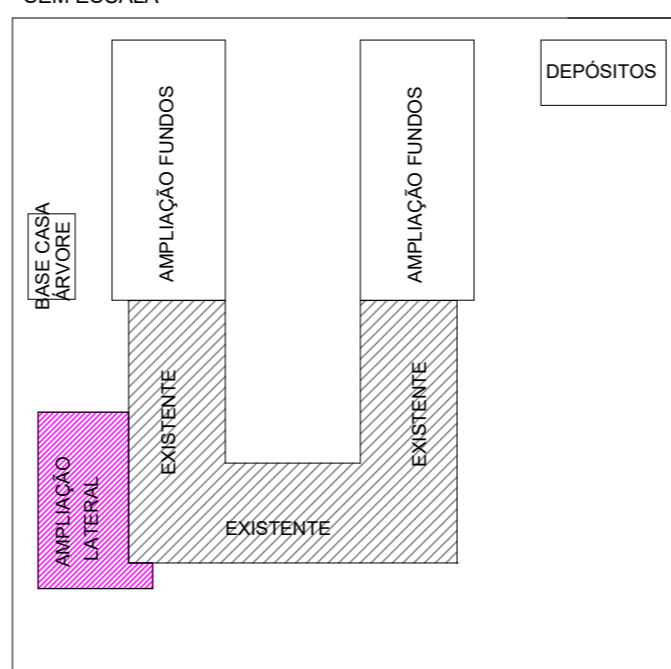 SEM ESCALA
DEPÓSITOS
AMPLIAÇÃO FUNDOS
AMPLIAÇÃO FUNDOS
BASE CASA
ÁRVORE
EXISTENTE
EXISTENTE
AMPLIAÇÃO
LATERAL
EXISTENTE